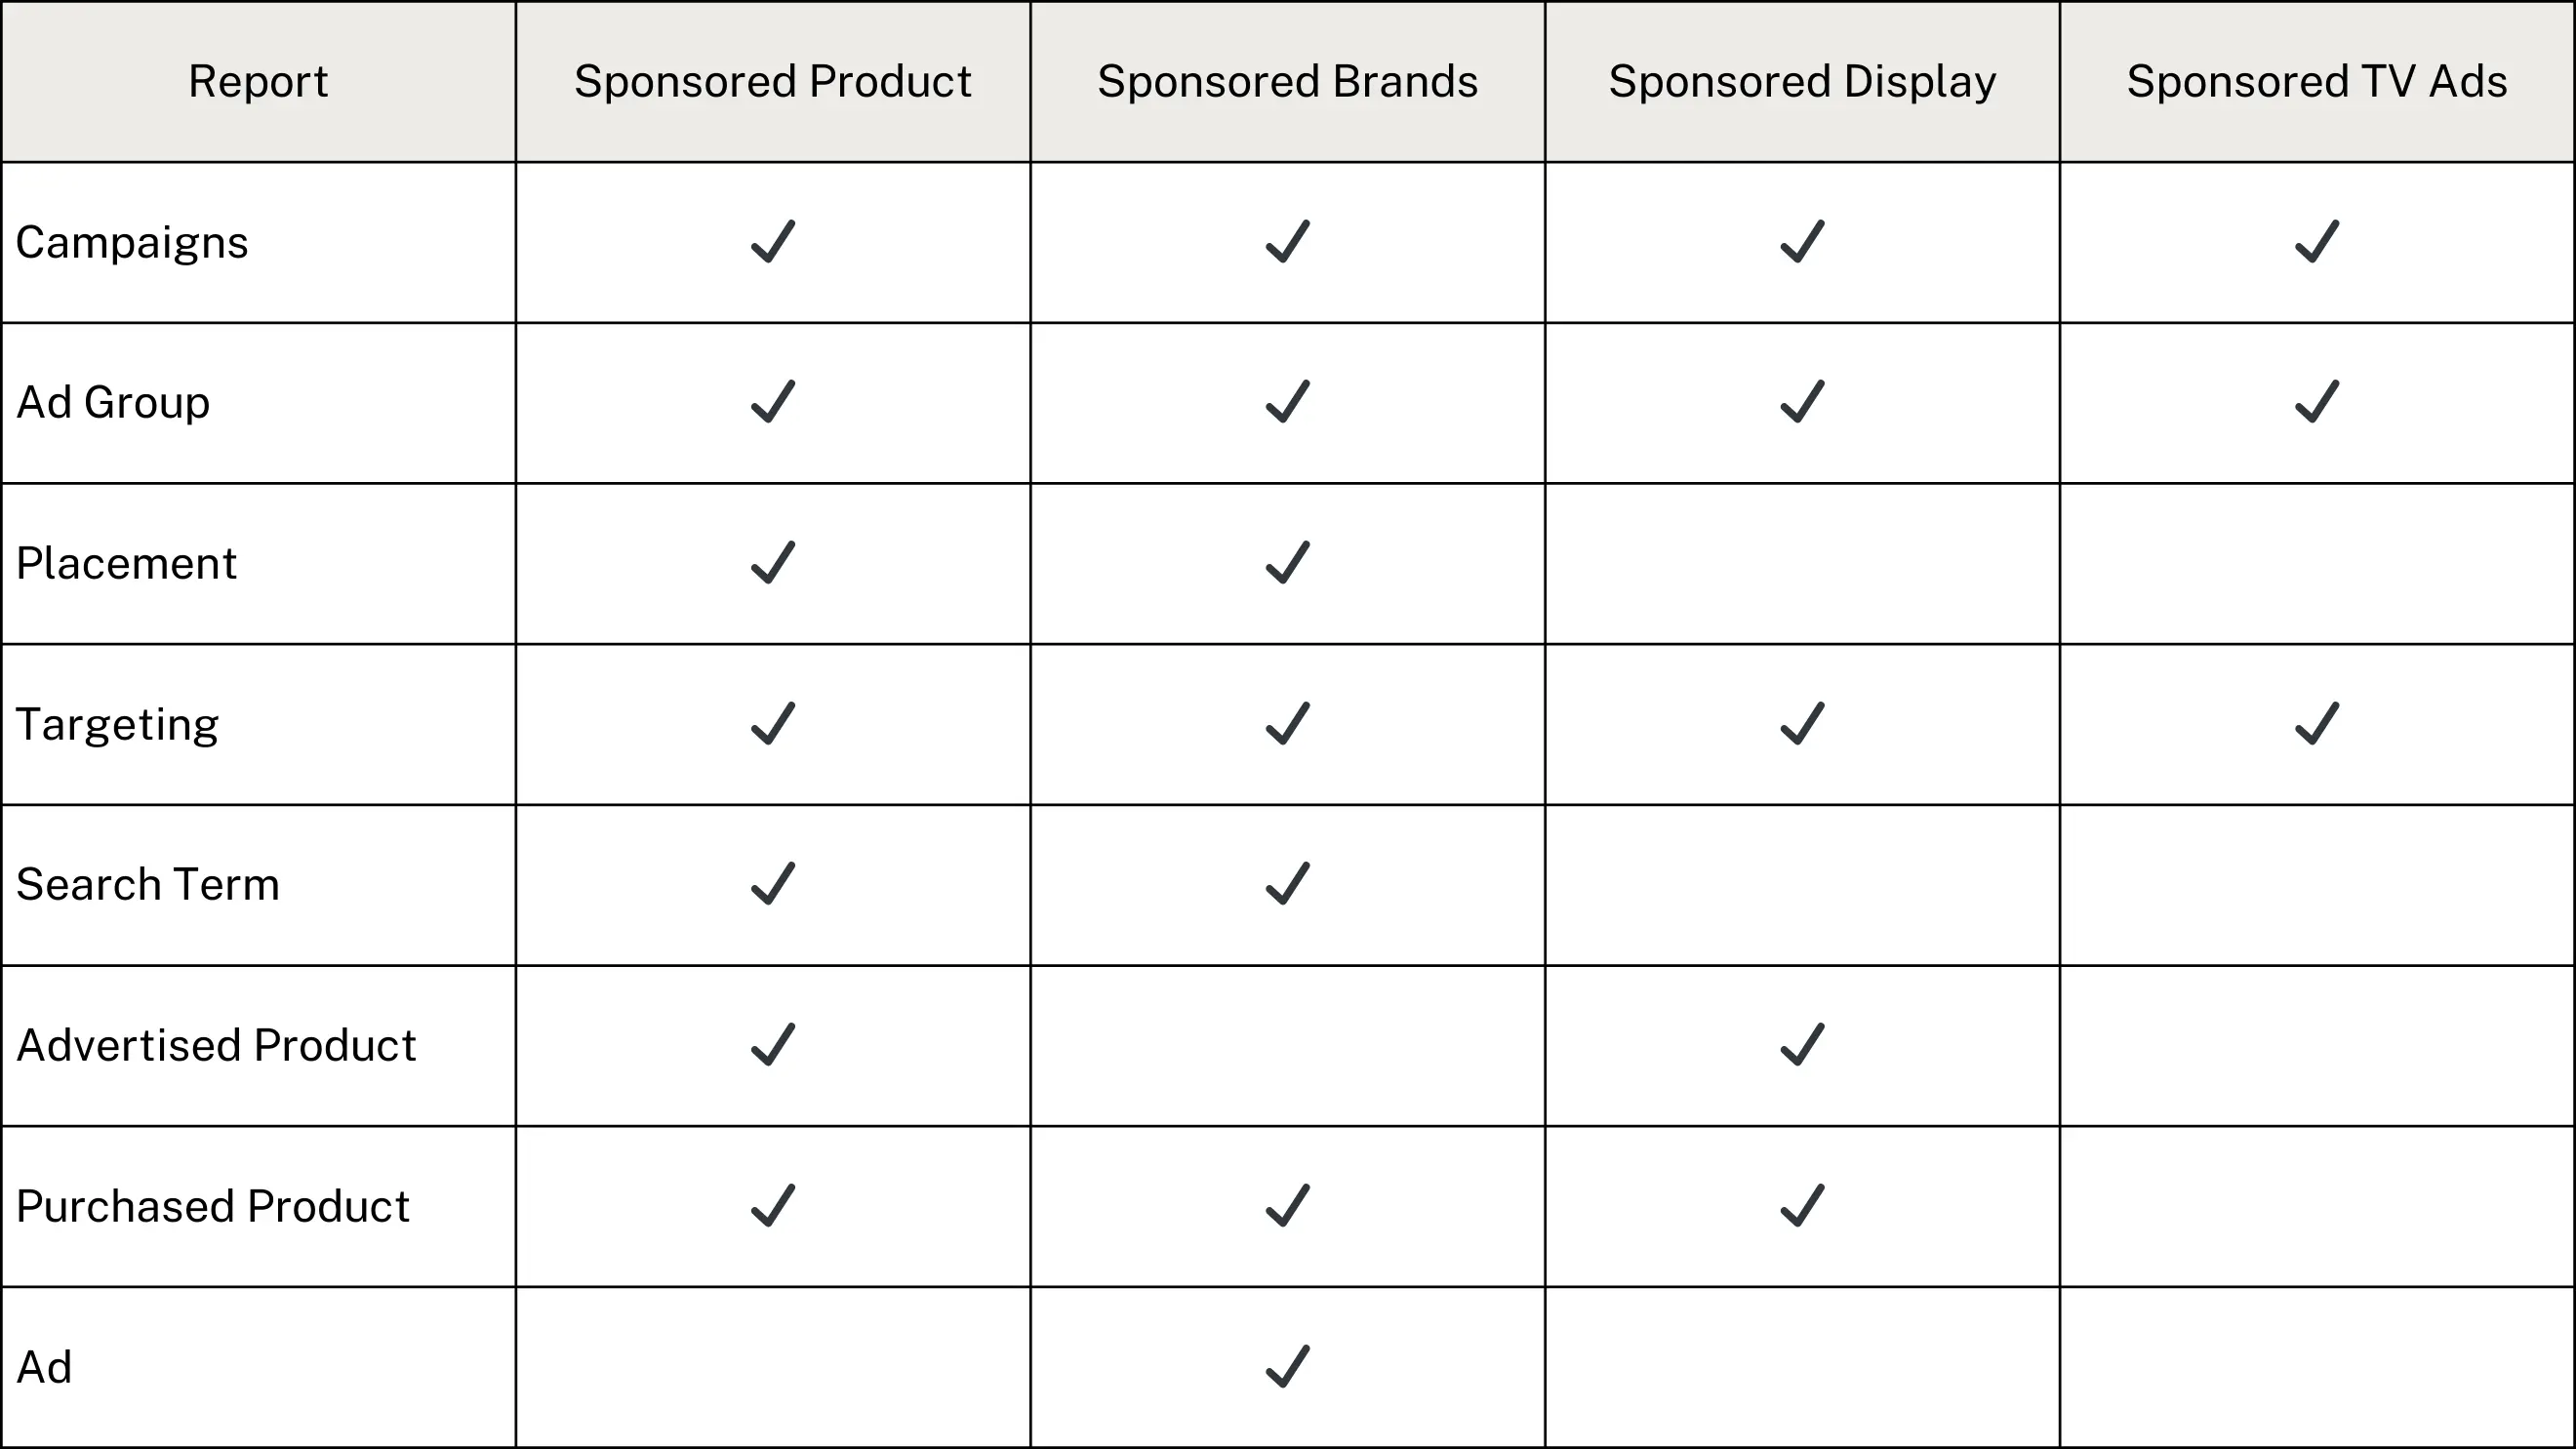 Report Sponsored Product Sponsored Brands Sponsored Display Sponsored TV Ads
Campaigns ✓ ✓ ✓ ✓
Ad Group ✓ ✓ ✓ ✓
Placement ✓ ✓
Targeting ✓ ✓ ✓ ✓
Search Term ✓ ✓
Advertised Product ✓ ✓
Purchased Product ✓ ✓ ✓
Ad ✓